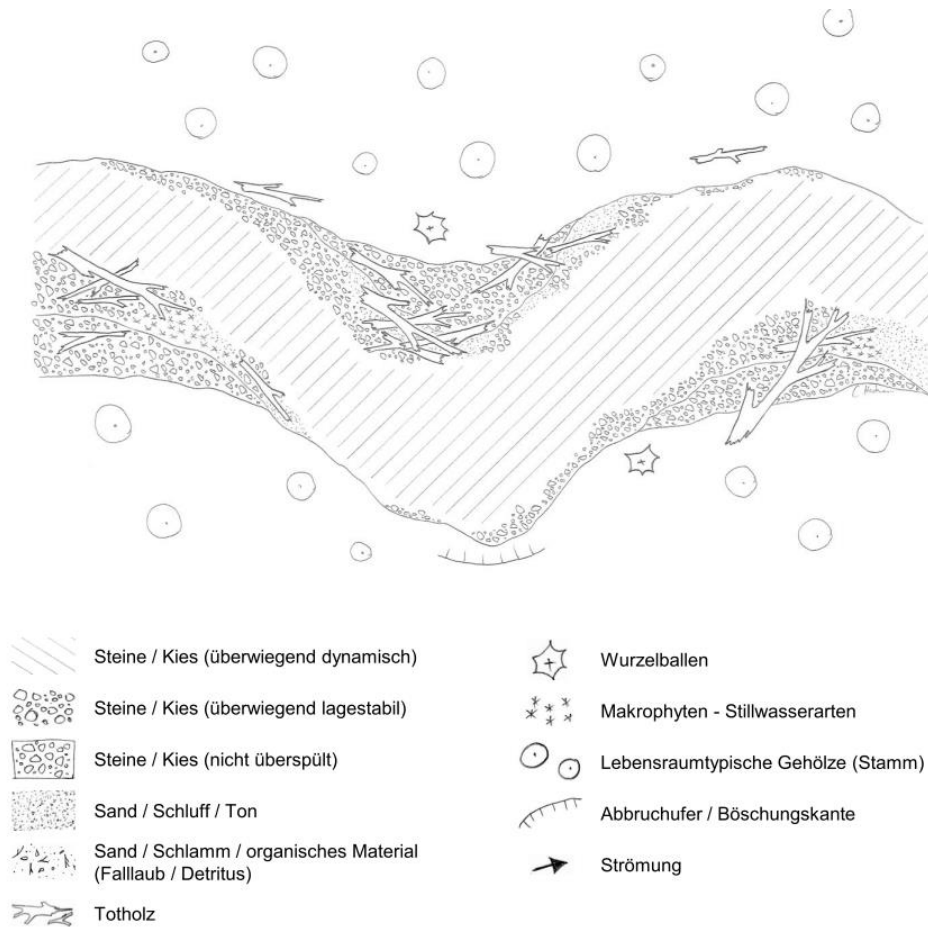 Steine / Kies (überwiegend dynamisch)
Steine / Kies (überwiegend lagestabil)
Steine / Kies (nicht überspült)
Sand / Schluff / Ton
Sand / Schlamm / organisches Material
(Falllaub / Detritus)
Totholz
Wurzelballen
Makrophyten - Stillwasserarten
Lebensraumtypische Gehölze (Stamm)
Abbruchufer / Böschungskante
Strömung